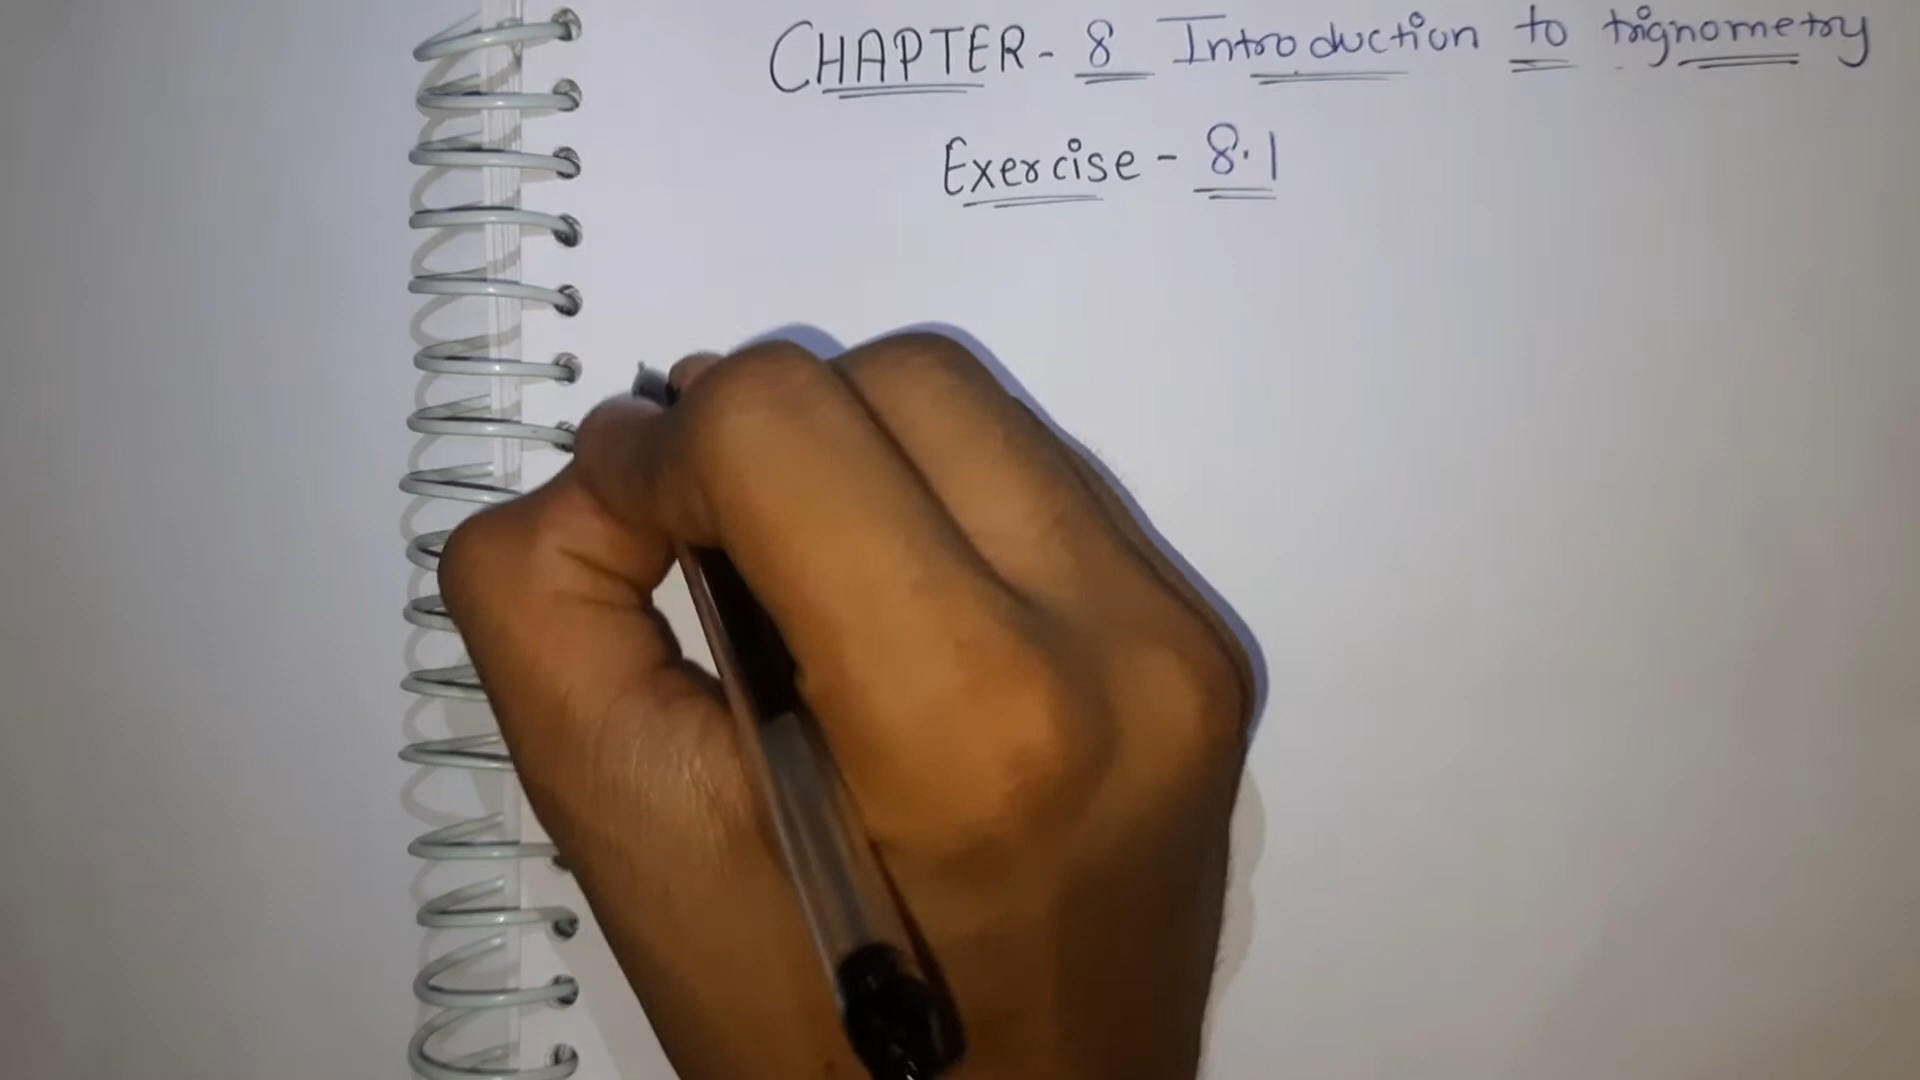 CHAPTER - 8 Introduction to trignometry
Exercise - 8.1